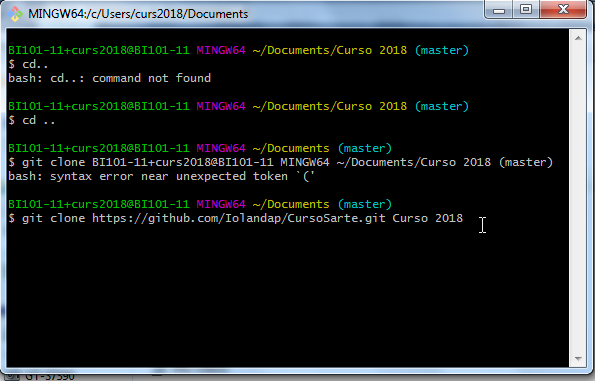 MINGW64:/c/Users/curs2018/Documents
BI101-11+curs2018@BI101-11 MINGW64 ~/Documents/Curso 2018 (master)
$ cd..
bash: cd..: command not found
BI101-11+curs2018@BI101-11 MINGW64 ~/Documents/Curso 2018 (master)
$ cd ..
BI101-11+curs2018@BI101-11 MINGW64 ~/Documents (master)
$ git clone BI101-11+curs2018@BI101-11 MINGW64 ~/Documents/Curso 2018 (master)
bash: syntax error near unexpected token `('
BI101-11+curs2018@BI101-11 MINGW64 ~/Documents (master)
$ git clone https://github.com/Iolandap/CursoSarte.git Curso 2018